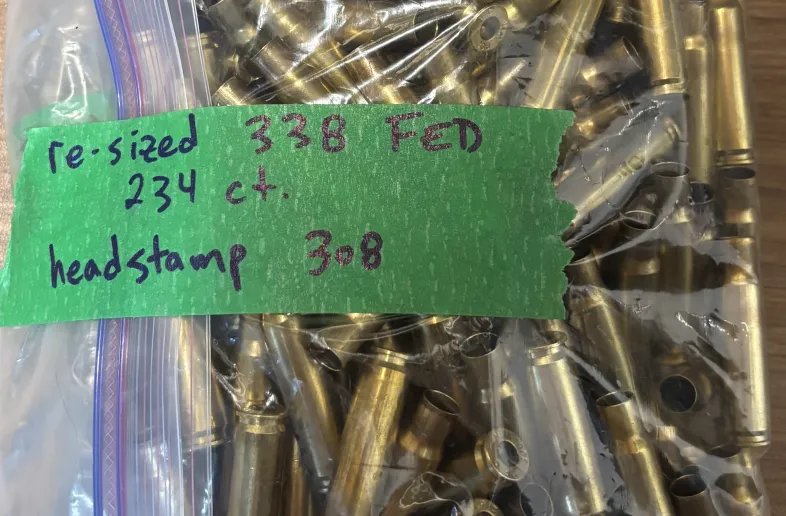 re-sized 338 FED
234 ct.
headstamp 308